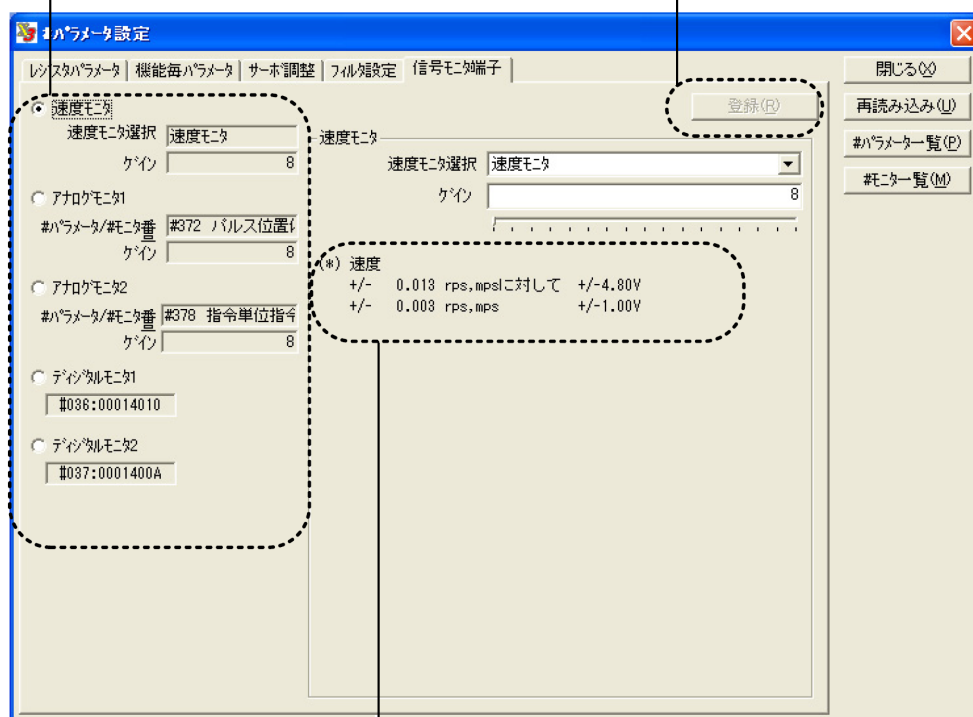 #パラメータ設定
レジスタパラメータ 機能毎パラメータ サーボ調整 フィルタ設定 信号モニタ端子
閉じる(X)
再読み込み(U)
#パラメーター覧(P)
#モニター覧(M)
登録(R)
速度モニタ
速度モニタ選択 速度モニタ
ゲイン 8
アナログモニタ1
#パラメータ/#モニタ番 #372 パルス位置
ゲイン 8
アナログモニタ2
#パラメータ/#モニタ番 #378 指令単位指令
ゲイン 8
ディジタルモニタ1
#036:00014010
ディジタルモニタ2
#037:0001400A
速度モニタ
速度モニタ選択 速度モニタ
ゲイン 8
(*) 速度
+/- 0.013 rps,mpsに対して +/-4.80V
+/- 0.003 rps,mps +/-1.00V